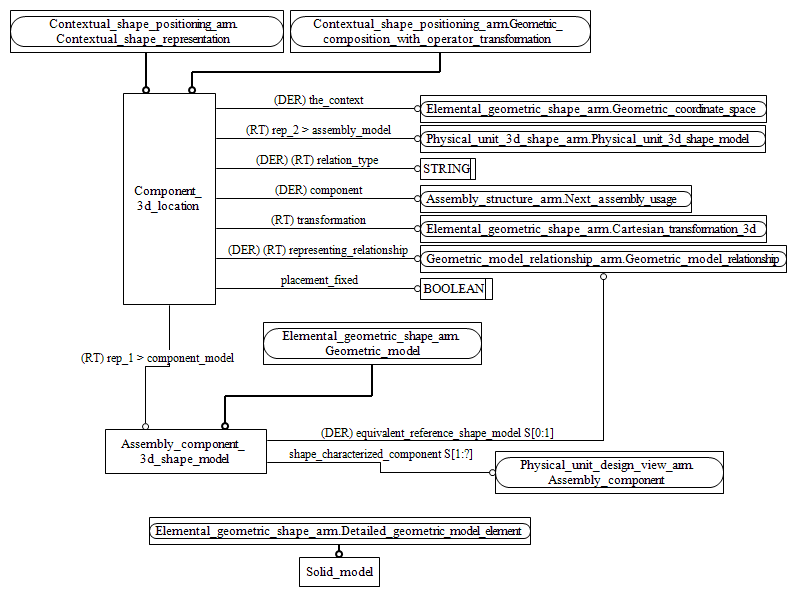 Contextual_shape_positioning_arm.
Contextual_shape_representation
Contextual_shape_positioning_arm.Geometric_
composition_with_operator_transformation
(DER) the_context
Elemental_geometric_shape_arm.Geometric_coordinate_space
(RT) rep_2 > assembly_model
Physical_unit_3d_shape_arm.Physical_unit_3d_shape_model
(DER) (RT) relation_type
STRING
Component_
3d_location
(DER) component
Assembly_structure_arm.Next_assembly_usage
(RT) transformation
Elemental_geometric_shape_arm.Cartesian_transformation_3d
(DER) (RT) representing_relationship
Geometric_model_relationship_arm.Geometric_model_relationship
placement_fixed
BOOLEAN
Elemental_geometric_shape_arm.
Geometric_model
(RT) rep_1 > component_model
(DER) equivalent_reference_shape_model S[0:1]
Assembly_component_
3d_shape_model
shape_characterized_component S[1:?]
Physical_unit_design_view_arm.
Assembly_component
Elemental_geometric_shape_arm.Detailed_geometric_model_element
Solid_model